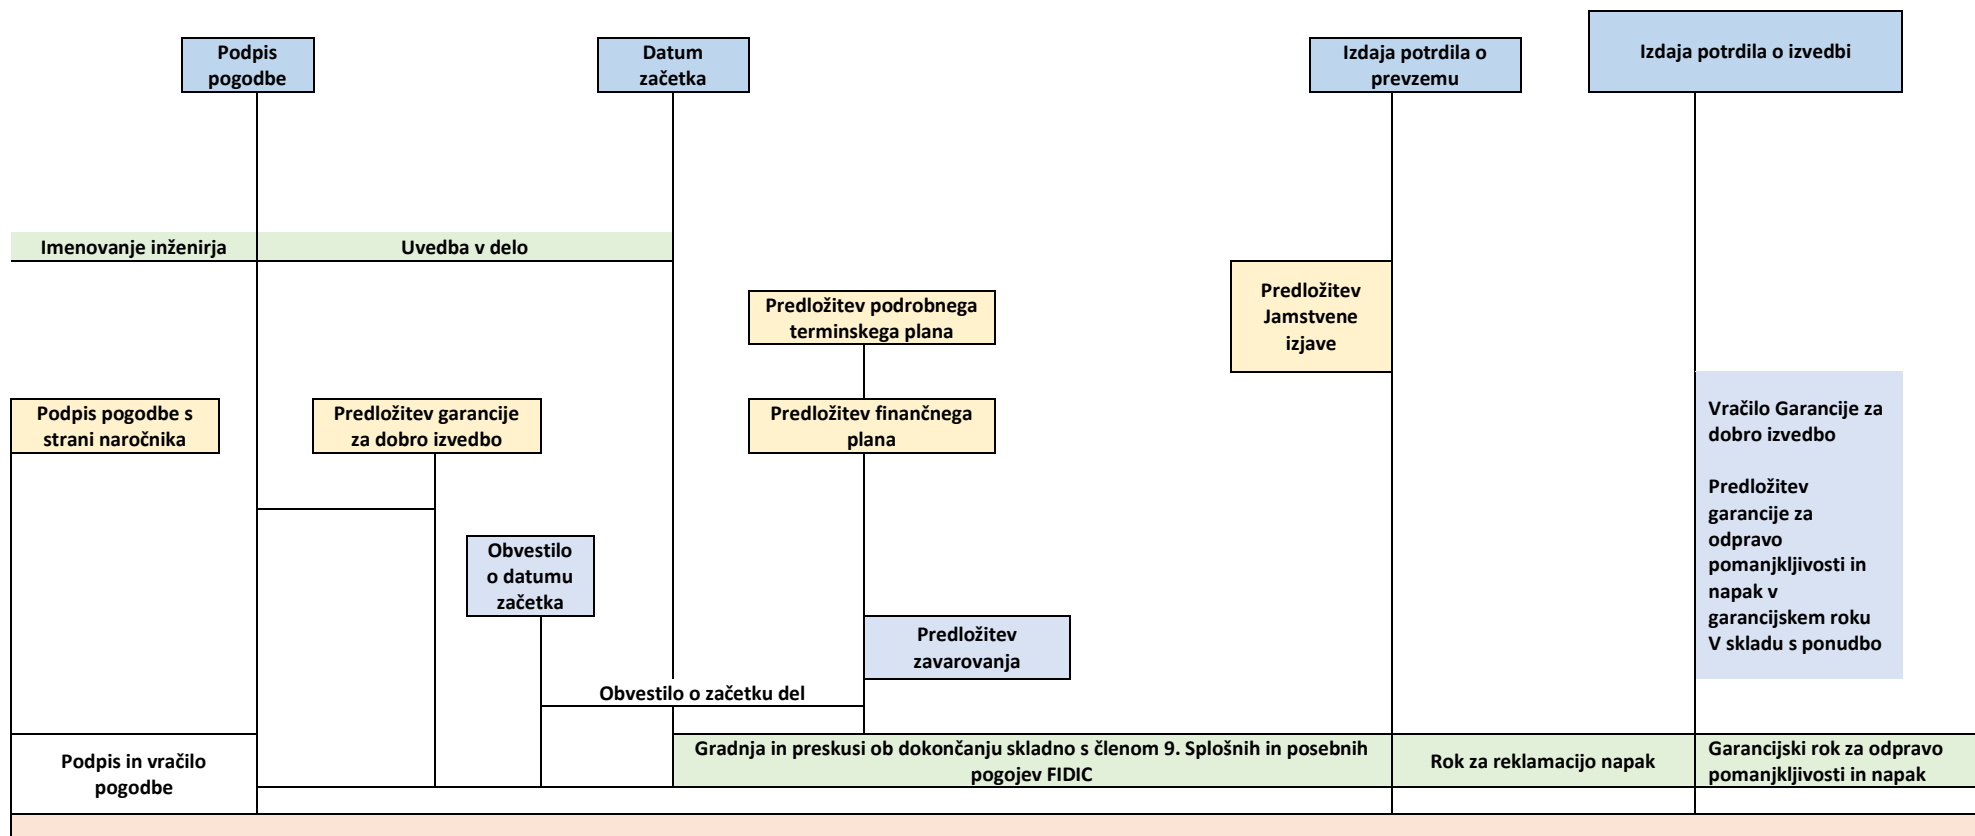 Podpis
pogodbe
Datum
začetka
Izdaja potrdila o
prevzemu
Izdaja potrdila o izvedbi
Imenovanje inženirja
Uvedba v delo
Predložitev podrobnega
terminskega plana
Predložitev
Jamstvene
izjave
Podpis pogodbe s
strani naročnika
Predložitev garancije
za dobro izvedbo
Predložitev finančnega
plana
Vračilo Garancije za
dobro izvedbo
Predložitev
garancije za
odpravo
pomanjkljivosti in
napak v
garancijskem roku
V skladu s ponudbo
Obvestilo
o datumu
začetka
Predložitev
zavarovanja
Obvestilo o začetku del
Podpis in vračilo
pogodbe
Gradnja in preskusi ob dokončanju skladno s členom 9. Splošnih in posebnih
pogojev FIDIC
Rok za reklamacijo napak
Garancijski rok za odpravo
pomanjkljivosti in napak